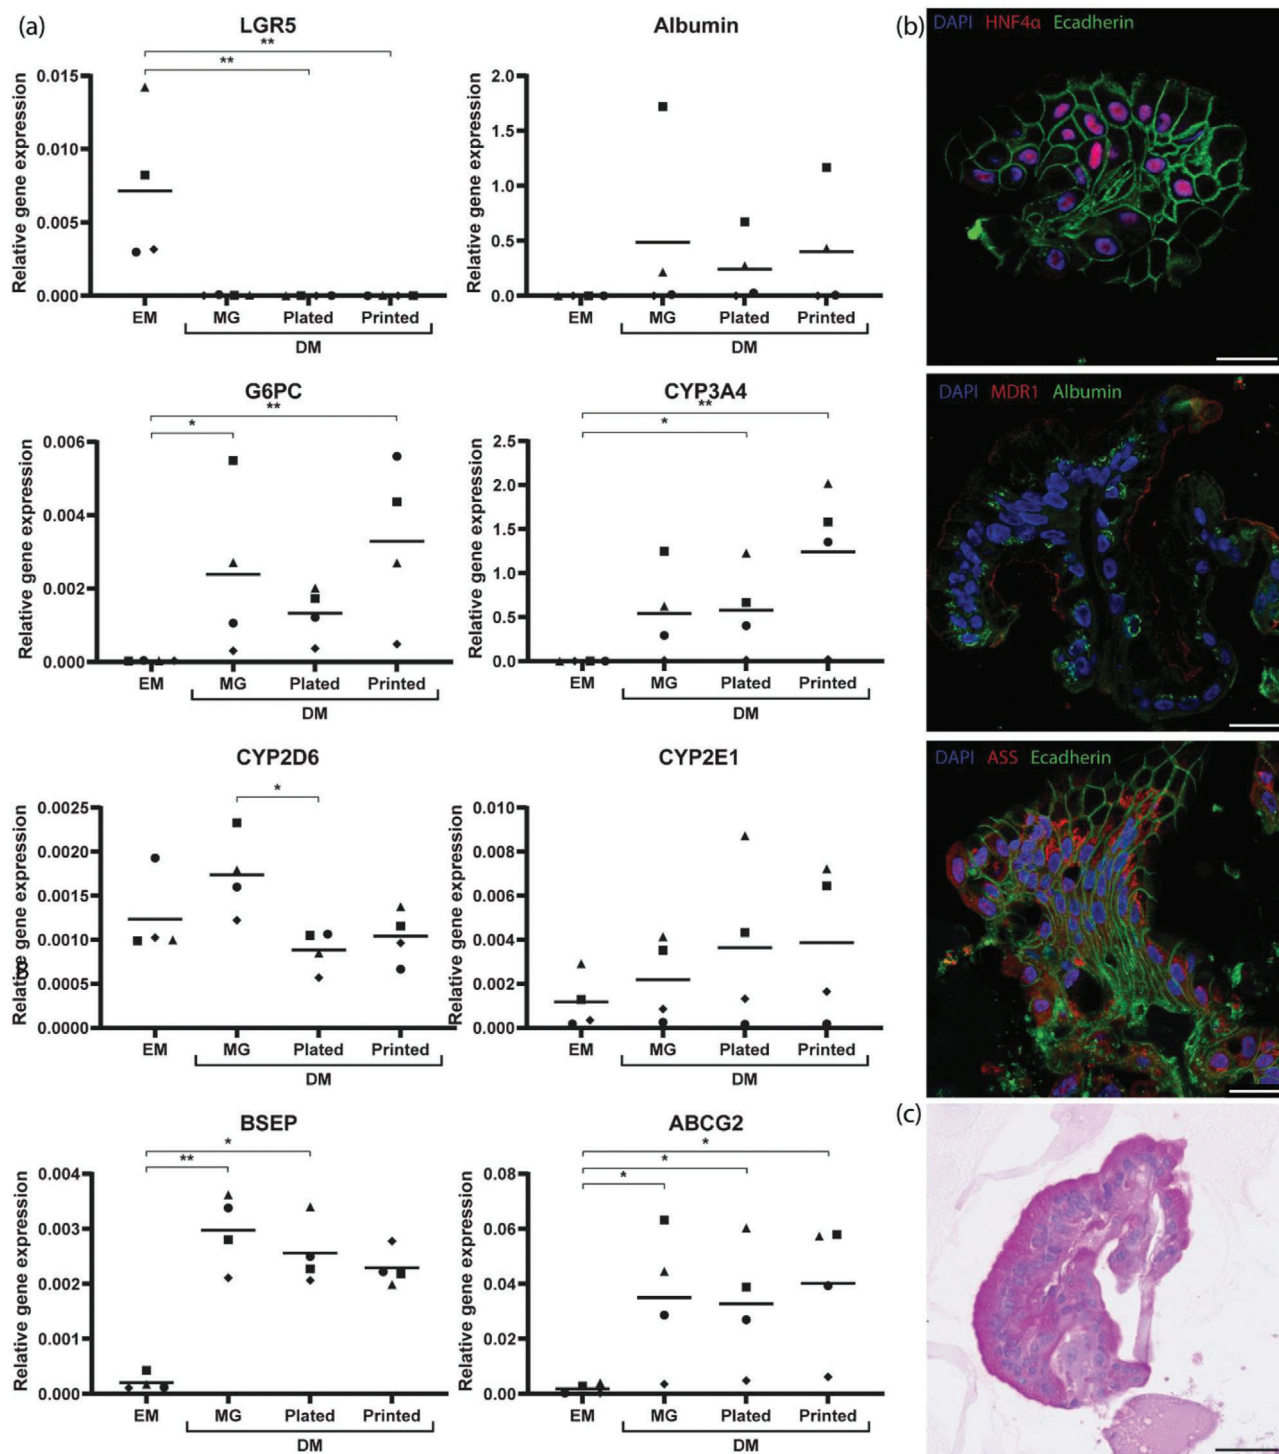 (a)
LGR5
**
**
Relative gene expression
0.015
0.010
0.005
0.000
EM MG Plated Printed
DM
Albumin
Relative gene expression
2.0
1.5
1.0
0.5
0.0
EM MG Plated Printed
DM
G6PC
**
*
Relative gene expression
0.006
0.004
0.002
0.000
EM MG Plated Printed
DM
CYP3A4
**
*
Relative gene expression
2.5
2.0
1.5
1.0
0.5
0.0
EM MG Plated Printed
DM
CYP2D6
*
Relative gene expression
0.0025
0.0020
0.0015
0.0010
0.0005
0.0000
EM MG Plated Printed
DM
CYP2E1
Relative gene expression
0.010
0.008
0.006
0.004
0.002
0.000
EM MG Plated Printed
DM
BSEP
*
**
Relative gene expression
0.004
0.003
0.002
0.001
0.000
EM MG Plated Printed
DM
ABCG2
*
*
*
Relative gene expression
0.08
0.06
0.04
0.02
0.00
EM MG Plated Printed
DM
(b)
DAPI HNF4α Ecadherin
DAPI MDR1 Albumin
DAPI ASS Ecadherin
(c)